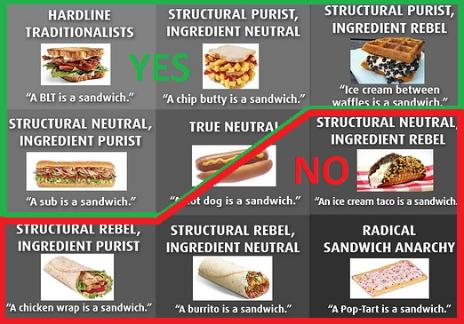 HARDLINE
TRADITIONALISTS
"A BLT is a sandwich."
STRUCTURAL PURIST,
INGREDIENT NEUTRAL
"A chip butty is a sandwich."
STRUCTURAL PURIST,
INGREDIENT REBEL
"Ice cream between
waffles is a sandwich."
YES
STRUCTURAL NEUTRAL,
INGREDIENT PURIST
"A sub is a sandwich."
TRUE NEUTRAL
hot dog is a sandwich."
STRUCTURAL NEUTRAL,
INGREDIENT REBEL
"An ice cream taco is a sandwich.
NO
STRUCTURAL REBEL,
INGREDIENT PURIST
"A chicken wrap is a sandwich."
STRUCTURAL REBEL,
INGREDIENT NEUTRAL
"A burrito is a sandwich."
RADICAL
SANDWICH ANARCHY
"A Pop-Tart is a sandwich."